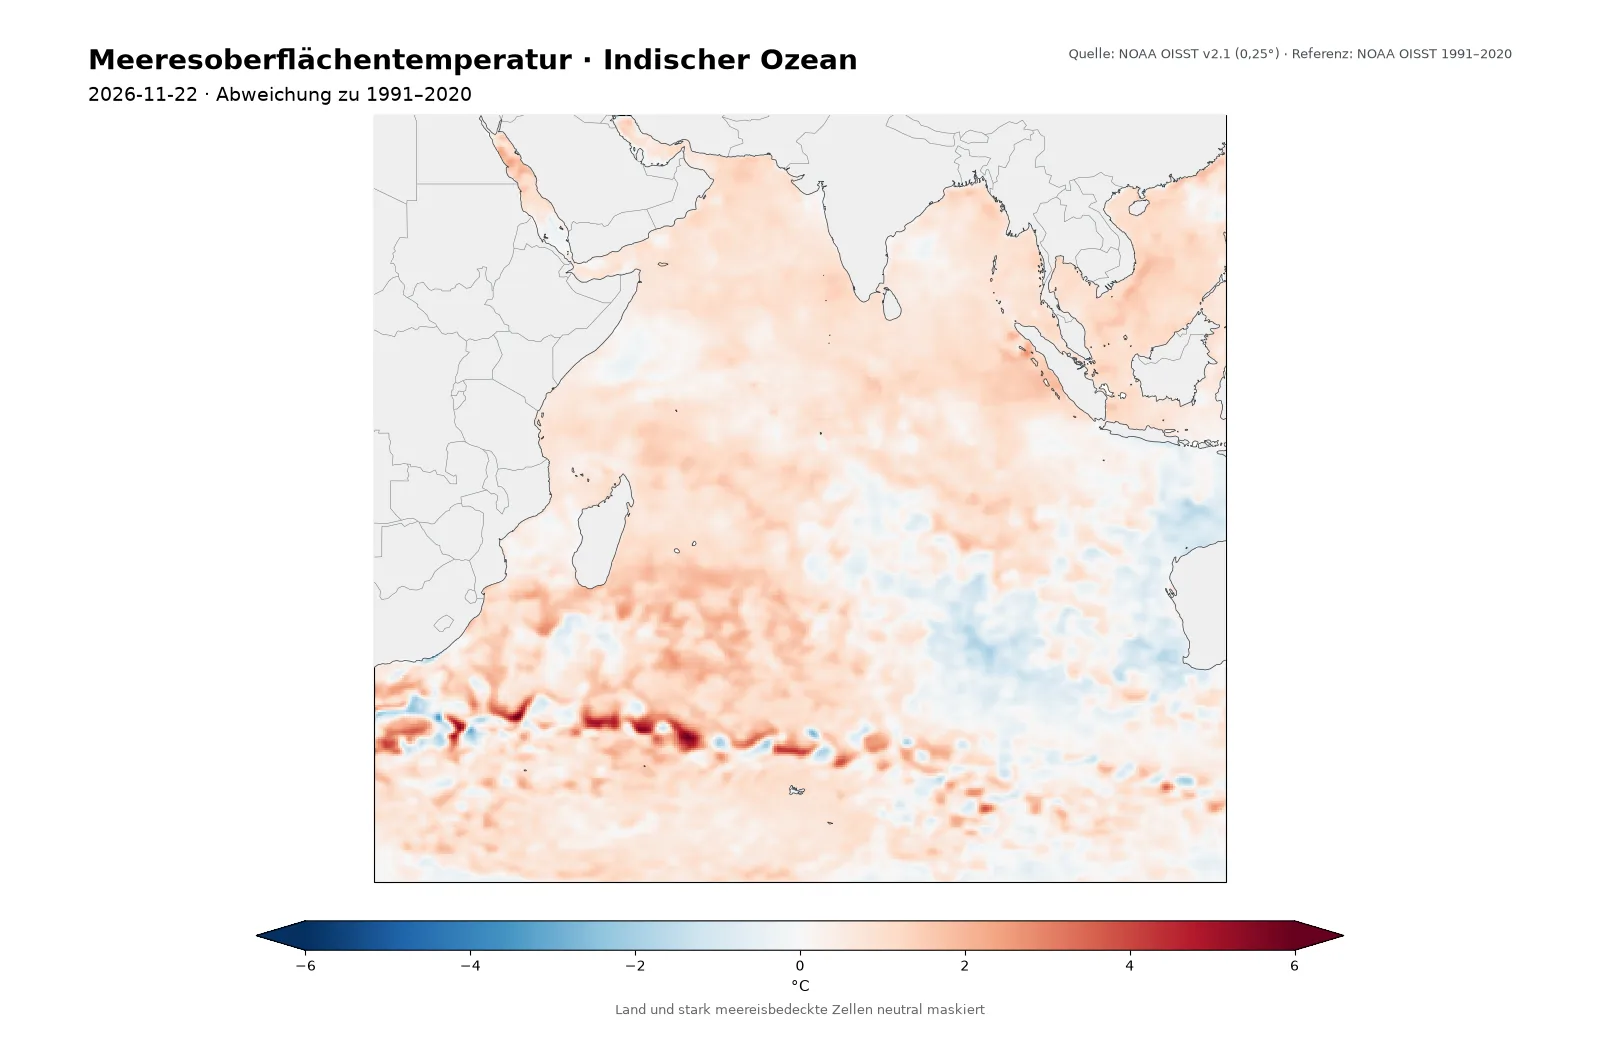 Meeresoberflächentemperatur · Indischer Ozean
Quelle: NOAA OISST v2.1 (0,25°) · Referenz: NOAA OISST 1991–2020
2026-11-22 · Abweichung zu 1991–2020
−6 −4 −2 0 2 4 6
°C
Land und stark meereisbedeckte Zellen neutral maskiert